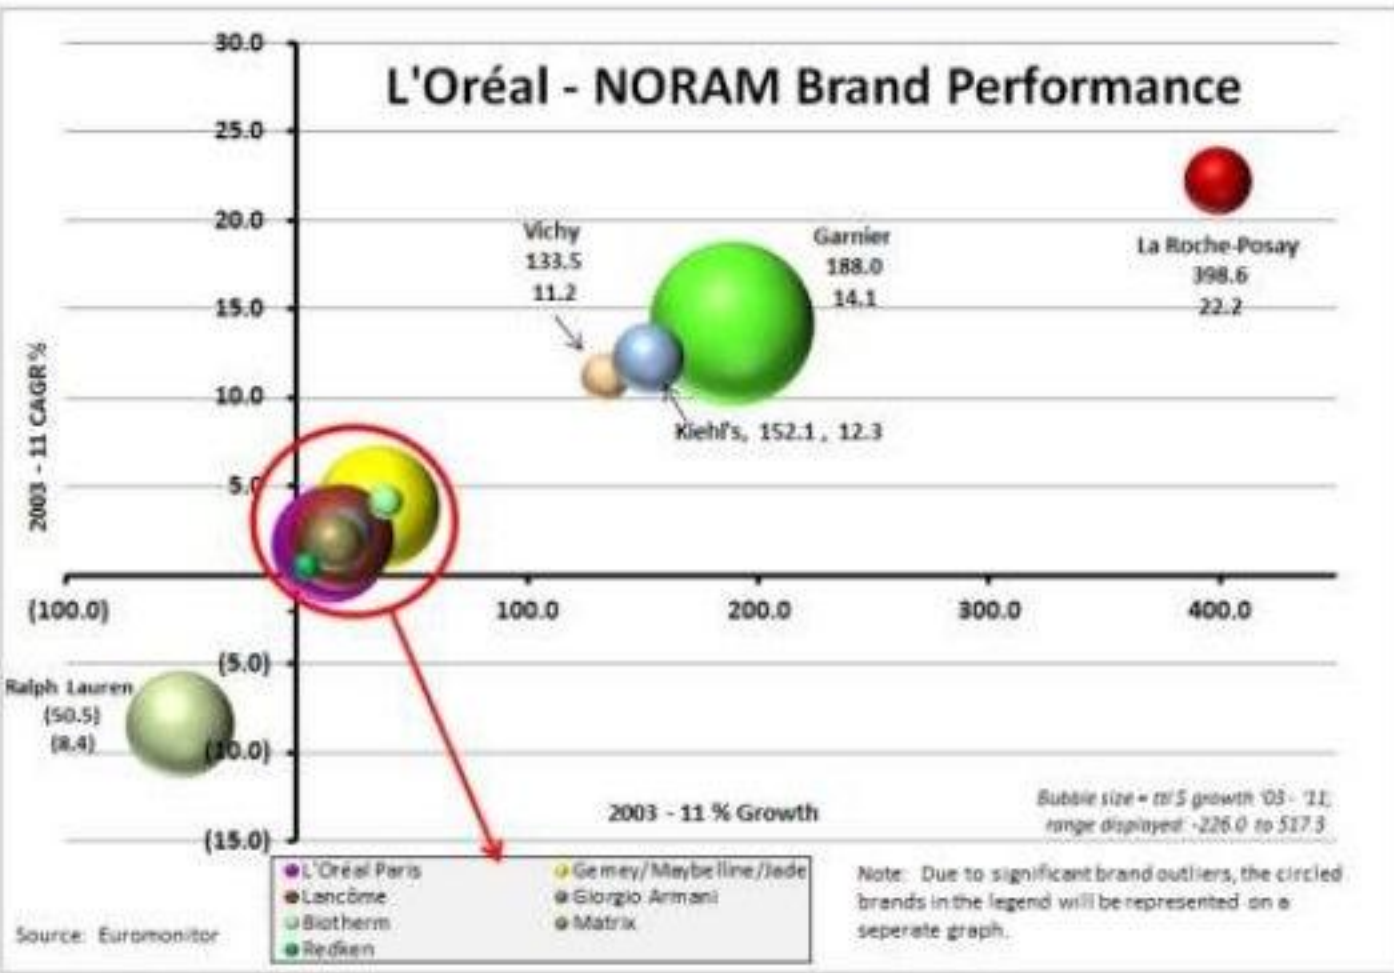 L'Oréal - NORAM Brand Performance
30.0
25.0
20.0
15.0
10.0
5.0
(5.0)
(10.0)
(15.0)
2003 - 11 CAGR%
Vichy
133.5
11.2
Garnier
188.0
14.1
La Roche-Posay
398.6
22.2
Kiehl's, 152.1 , 12.3
(100.0)
100.0
200.0
300.0
400.0
Ralph Lauren
(50.5)
(8.4)
2003 - 11 % Growth
Bubble size = ttl $ growth '03 - '11;
range displayed: -226.0 to 517.3
L'Oréal Paris
Gemey/Maybelline/Jade
Lancôme
Giorgio Armani
Biotherm
Matrix
Redken
Note: Due to significant brand outliers, the circled
brands in the legend will be represented on a
seperate graph.
Source: Euromonitor